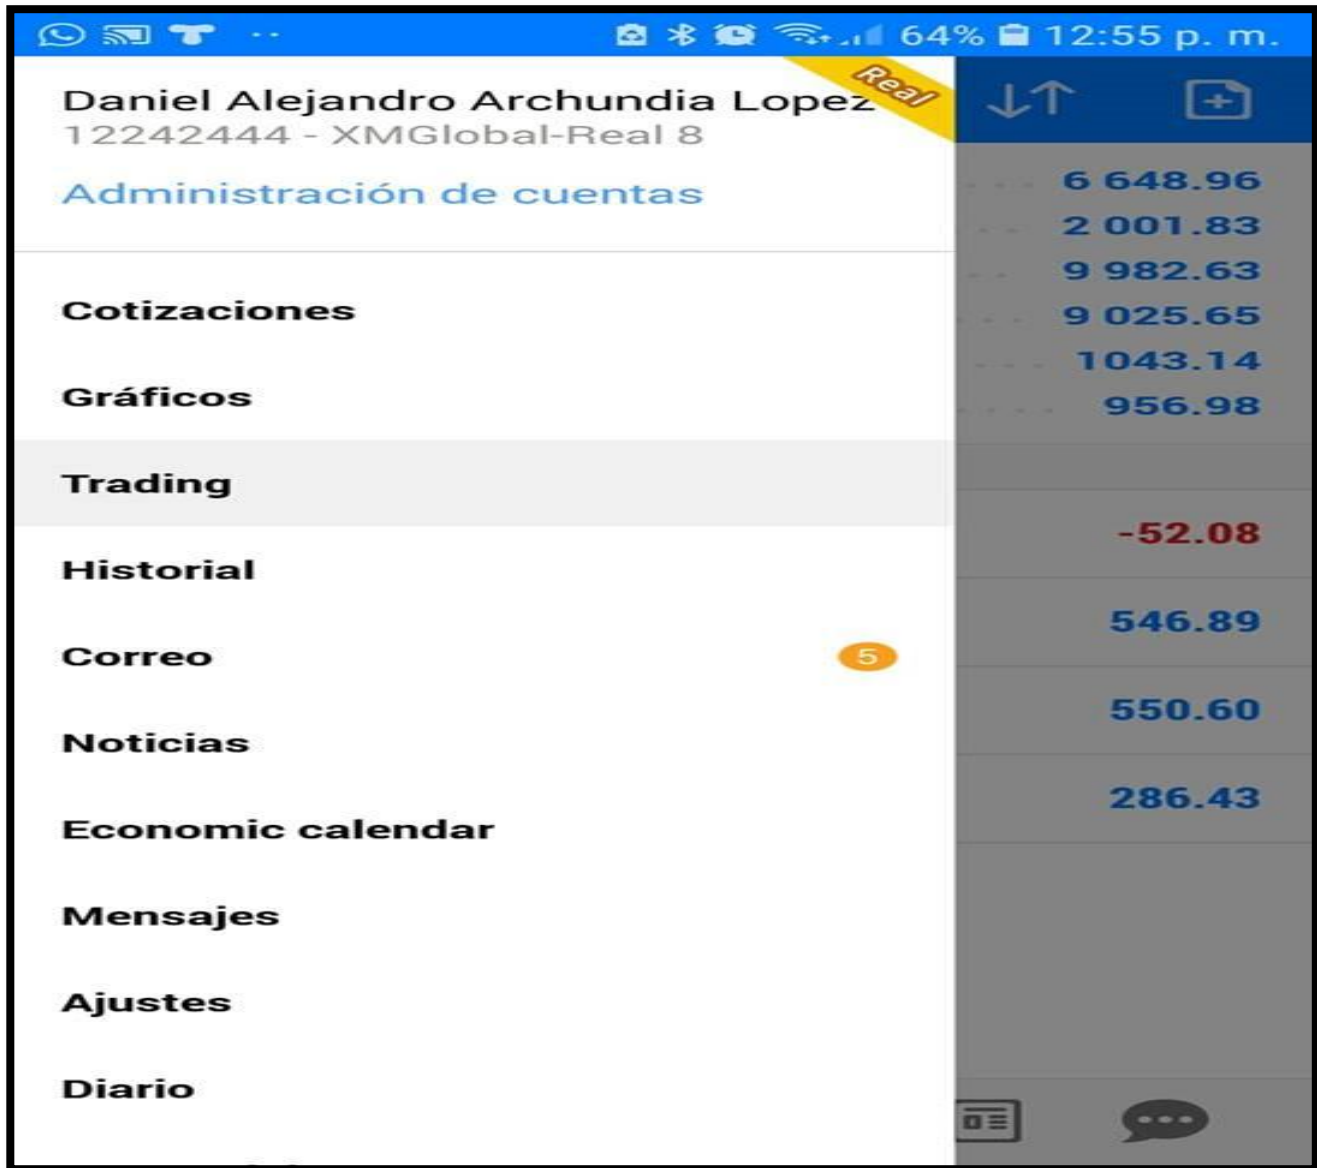 64% 12:55 p. m.
Real
Daniel Alejandro Archundia Lopez
12242444 - XMGlobal-Real 8
Administración de cuentas
Cotizaciones
Gráficos
Trading
Historial
Correo 5
Noticias
Economic calendar
Mensajes
Ajustes
Diario
6 648.96
2 001.83
9 982.63
9 025.65
1043.14
956.98
-52.08
546.89
550.60
286.43